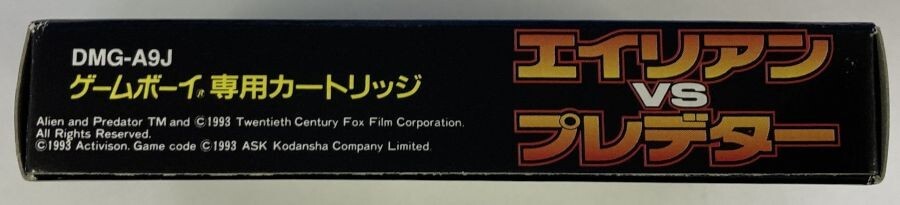 DMG-A9J
ゲームボーイ専用カートリッジ
Alien and Predator TM and ©1993 Twentieth Century Fox Film Corporation.
All Rights Reserved.
©1993 Activison. Game code ©1993 ASK Kodansha Company Limited.
エイリアン
VS
プレデター